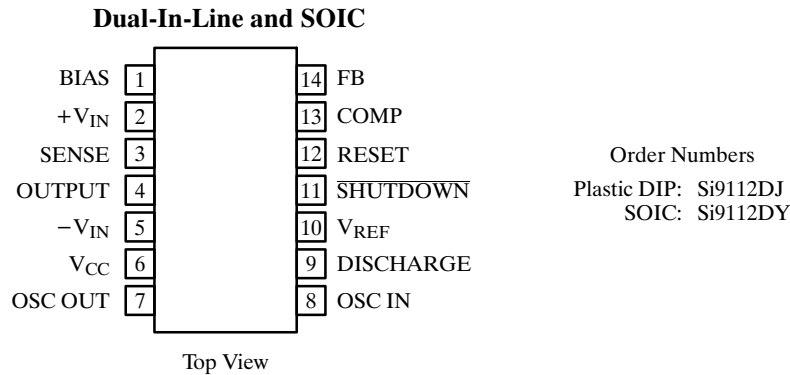 Dual-In-Line and SOIC
BIAS 1 14 FB
+VIN 2 13 COMP
SENSE 3 12 RESET
OUTPUT 4 11 SHUTDOWN
−VIN 5 10 VREF
VCC 6 9 DISCHARGE
OSC OUT 7 8 OSC IN
Top View
Order Numbers
Plastic DIP: Si9112DJ
SOIC: Si9112DY